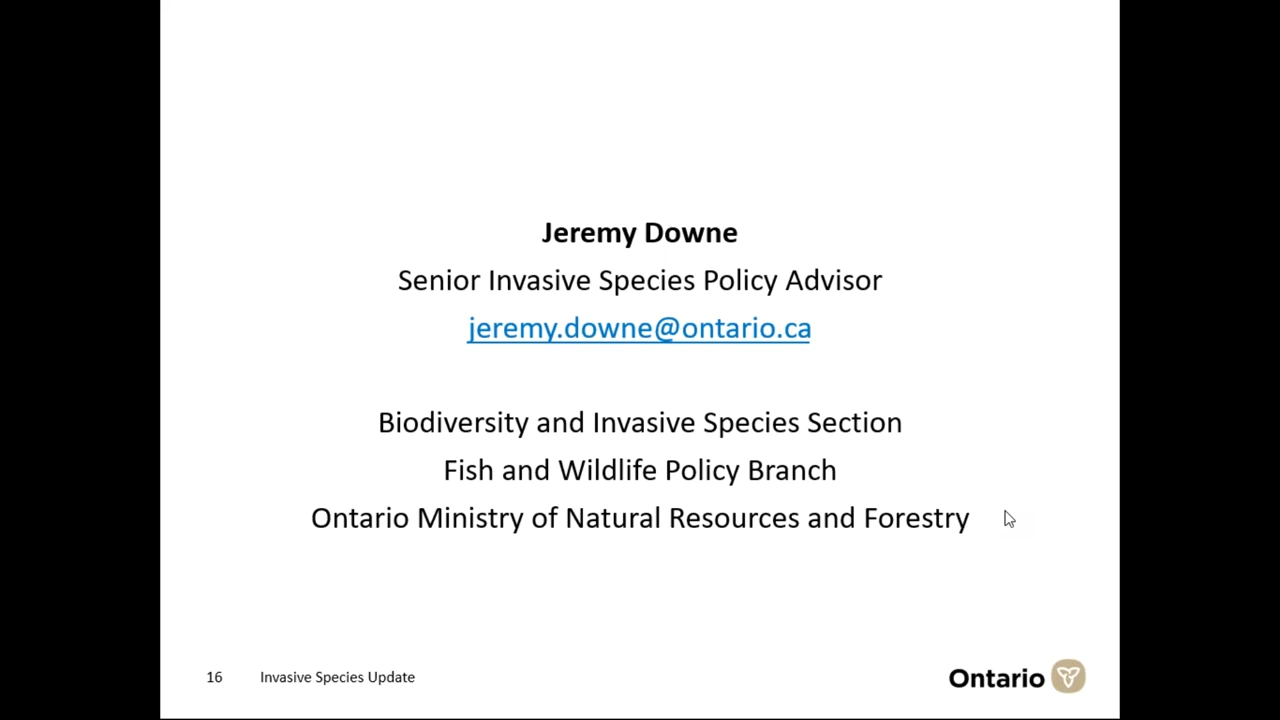 Jeremy Downe
Senior Invasive Species Policy Advisor
jeremy.downe@ontario.ca
Biodiversity and Invasive Species Section
Fish and Wildlife Policy Branch
Ontario Ministry of Natural Resources and Forestry
16 Invasive Species Update
Ontario